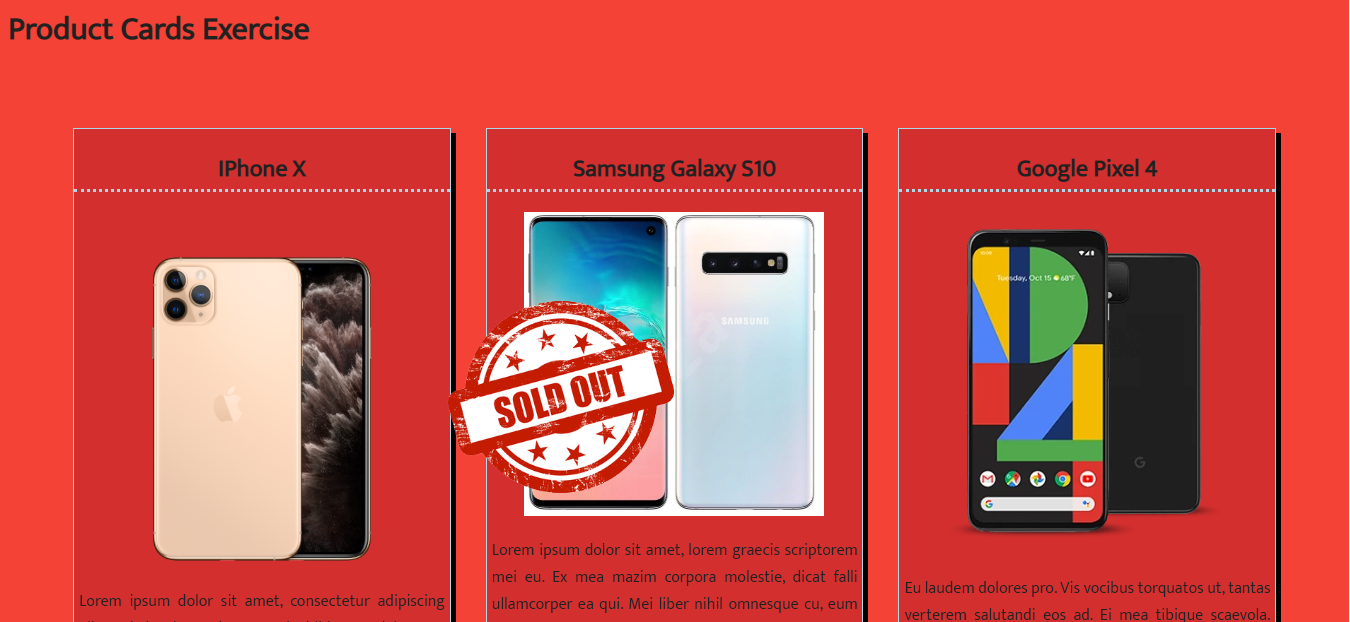 Product Cards Exercise
IPhone X
Samsung Galaxy S10
Google Pixel 4
Tuesday, Oct 15 68°F
SAMSUNG
SOLD OUT
G
Lorem ipsum dolor sit amet, consectetur adipiscing
Lorem ipsum dolor sit amet, lorem graecis scriptorem
mei eu. Ex mea mazim corpora molestie, dicat falli
ullamcorper ea qui. Mei liber nihil omnesque cu, eum
Eu laudem dolores pro. Vis vocibus torquatos ut, tantas
verterem salutandi eos ad. Ei mea tibique scaevola.